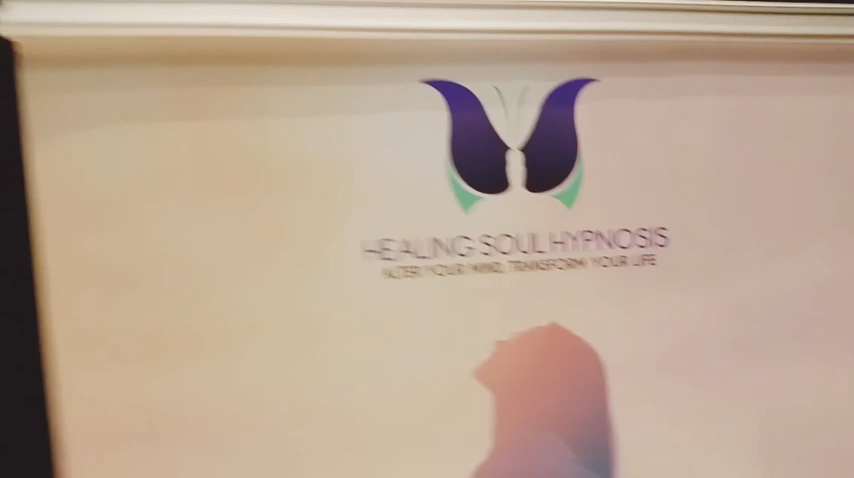 HEALING SOUL HYPNOSIS
ALTER YOUR MIND, TRANSFORM YOUR LIFE